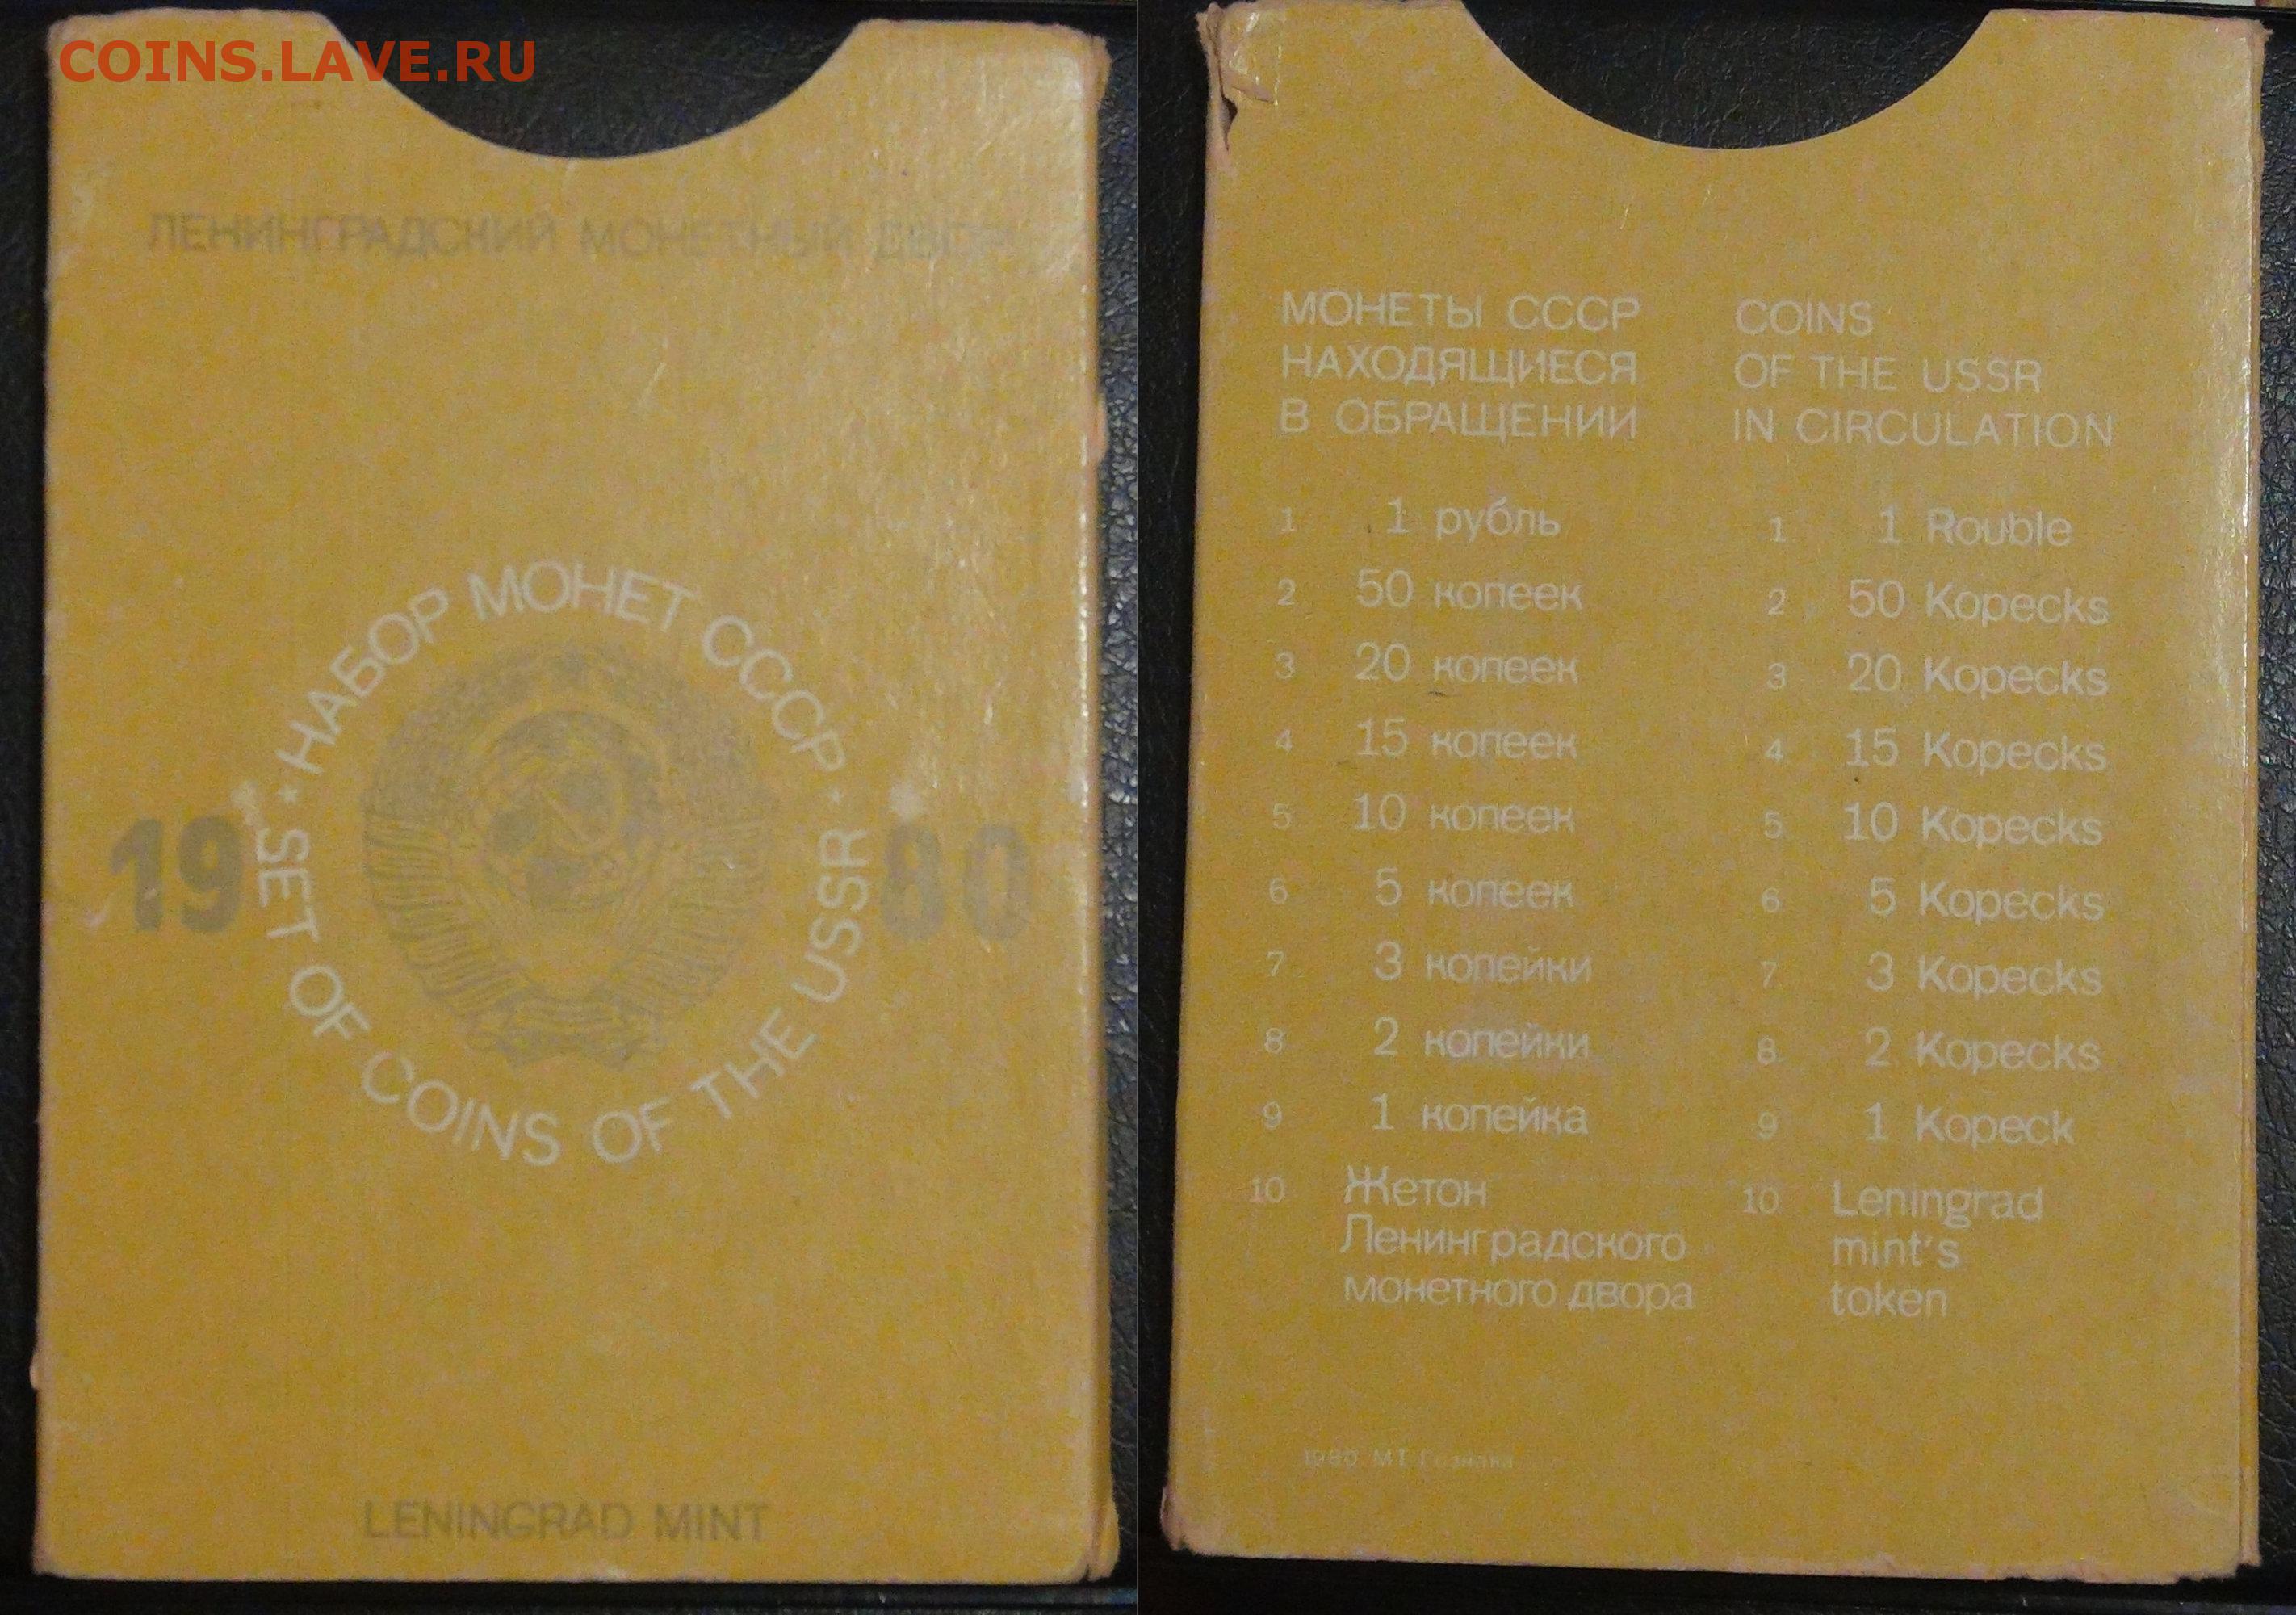 COINS.LAVE.RU
ЛЕНИНГРАДСКИЙ МОНЕТНЫЙ ДВОР
НАБОР МОНЕТ СССР
1980
SET OF COINS OF THE USSR
LENINGRAD MINT
МОНЕТЫ СССР
НАХОДЯЩИЕСЯ
В ОБРАЩЕНИИ
1 1 рубль
2 50 копеек
3 20 копеек
4 15 копеек
5 10 копеек
6 5 копеек
7 3 копейки
8 2 копейки
9 1 копейка
10 Жетон
Ленинградского
монетного двора
COINS
OF THE USSR
IN CIRCULATION
1 1 Rouble
2 50 Kopecks
3 20 Kopecks
4 15 Kopecks
5 10 Kopecks
6 5 Kopecks
7 3 Kopecks
8 2 Kopecks
9 1 Kopeck
10 Leningrad
mint's
token
1980 МТ Гознака